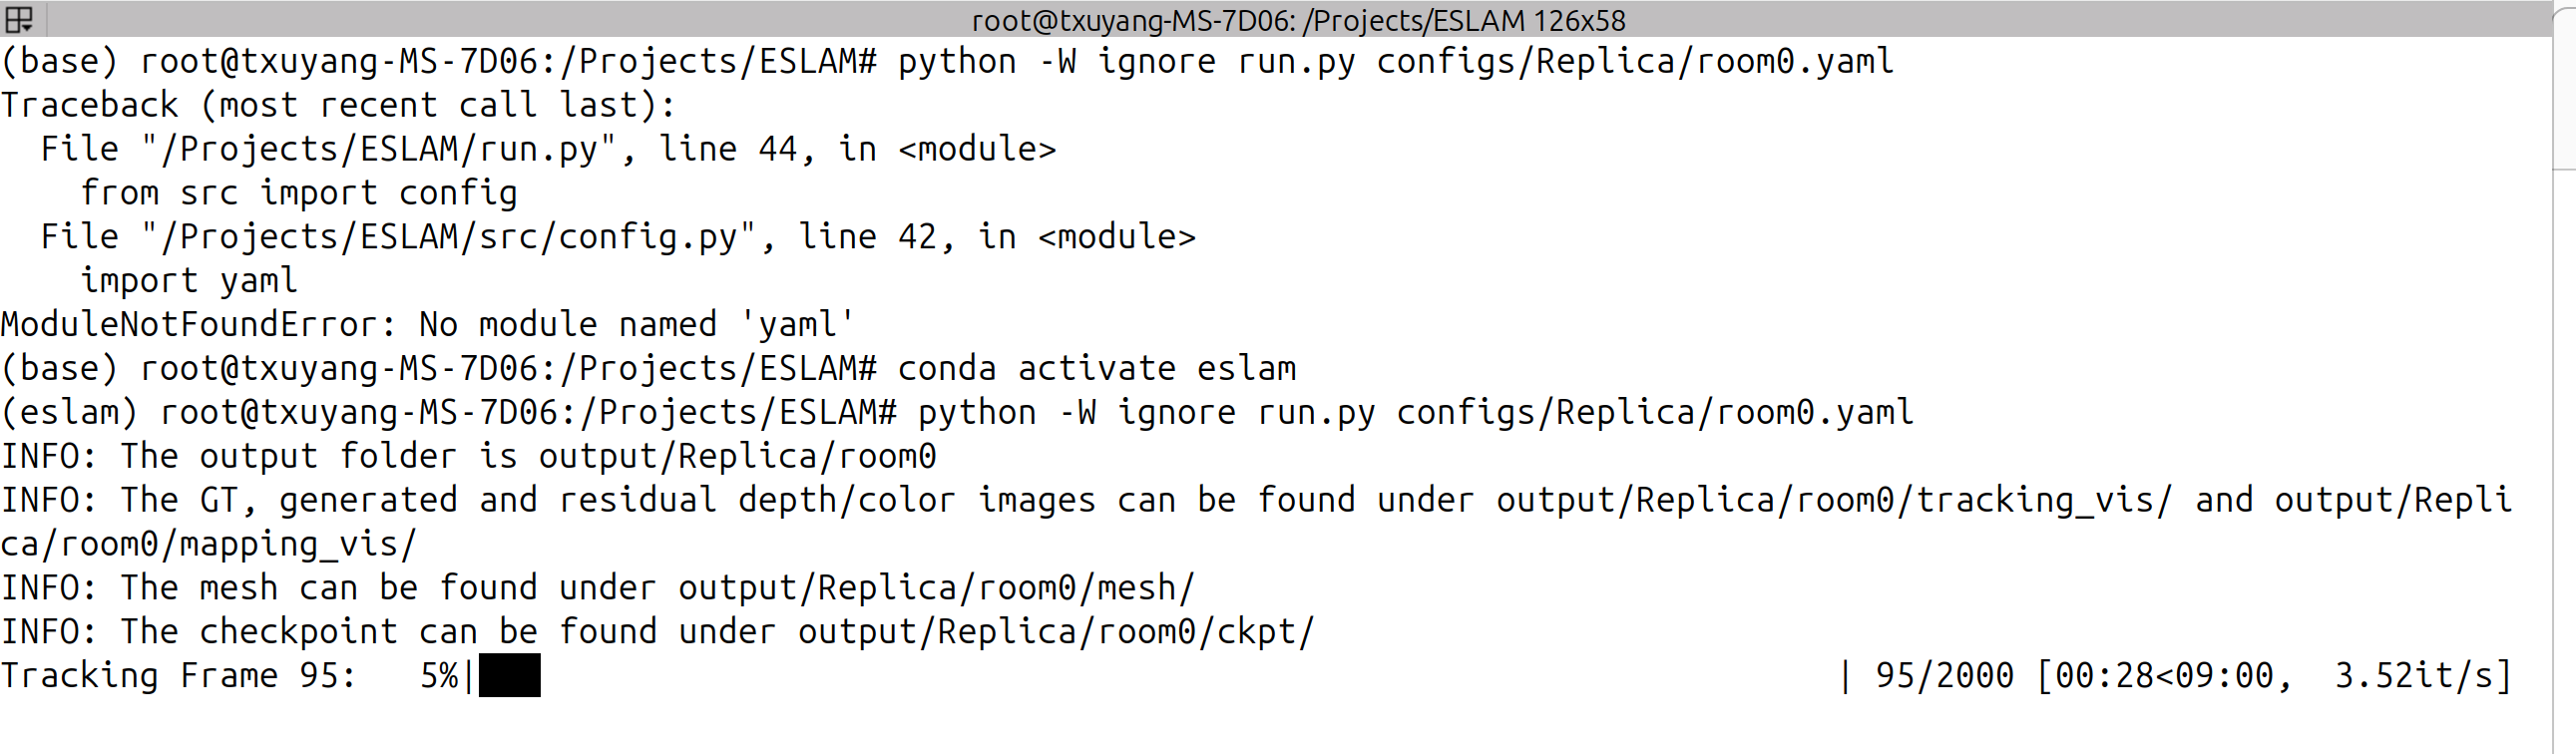 root@txuyang-MS-7D06: /Projects/ESLAM 126x58
(base) root@txuyang-MS-7D06:/Projects/ESLAM# python -W ignore run.py configs/Replica/room0.yaml
Traceback (most recent call last):
  File "/Projects/ESLAM/run.py", line 44, in <module>
    from src import config
  File "/Projects/ESLAM/src/config.py", line 42, in <module>
    import yaml
ModuleNotFoundError: No module named 'yaml'
(base) root@txuyang-MS-7D06:/Projects/ESLAM# conda activate eslam
(eslam) root@txuyang-MS-7D06:/Projects/ESLAM# python -W ignore run.py configs/Replica/room0.yaml
INFO: The output folder is output/Replica/room0
INFO: The GT, generated and residual depth/color images can be found under output/Replica/room0/tracking_vis/ and output/Repli
ca/room0/mapping_vis/
INFO: The mesh can be found under output/Replica/room0/mesh/
INFO: The checkpoint can be found under output/Replica/room0/ckpt/
Tracking Frame 95:   5%|███ | 95/2000 [00:28<09:00,  3.52it/s]